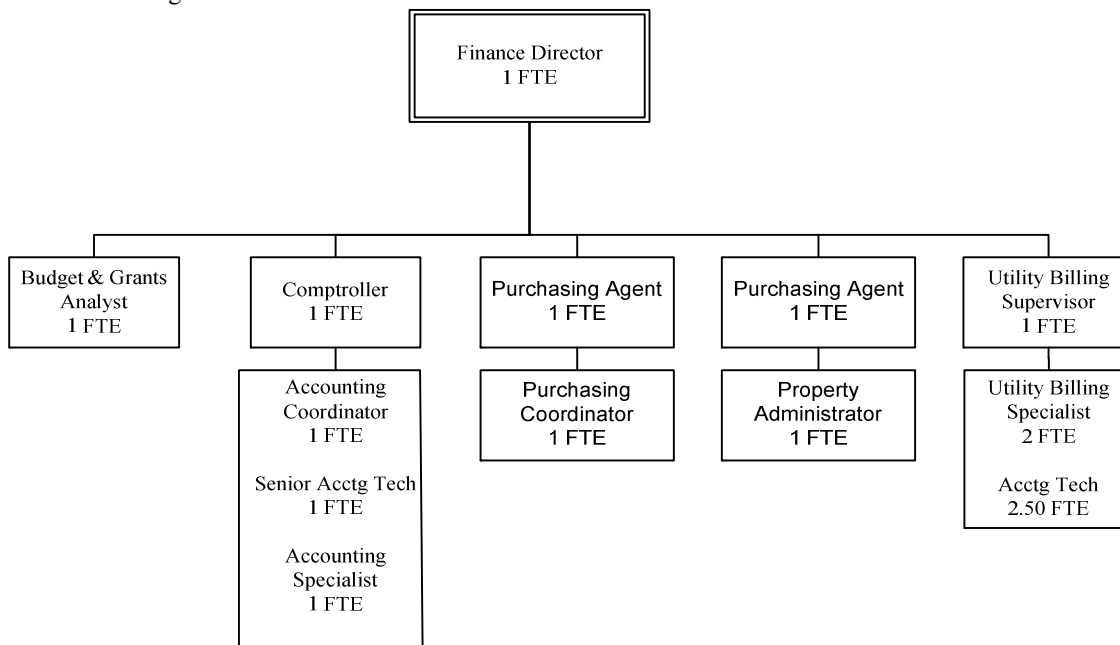 Finance Director
1 FTE
Budget & Grants
Analyst
1 FTE
Comptroller
1 FTE
Purchasing Agent
1 FTE
Purchasing Agent
1 FTE
Utility Billing
Supervisor
1 FTE
Accounting
Coordinator
1 FTE
Senior Acctg Tech
1 FTE
Accounting
Specialist
1 FTE
Purchasing
Coordinator
1 FTE
Property
Administrator
1 FTE
Utility Billing
Specialist
2 FTE
Acctg Tech
2.50 FTE